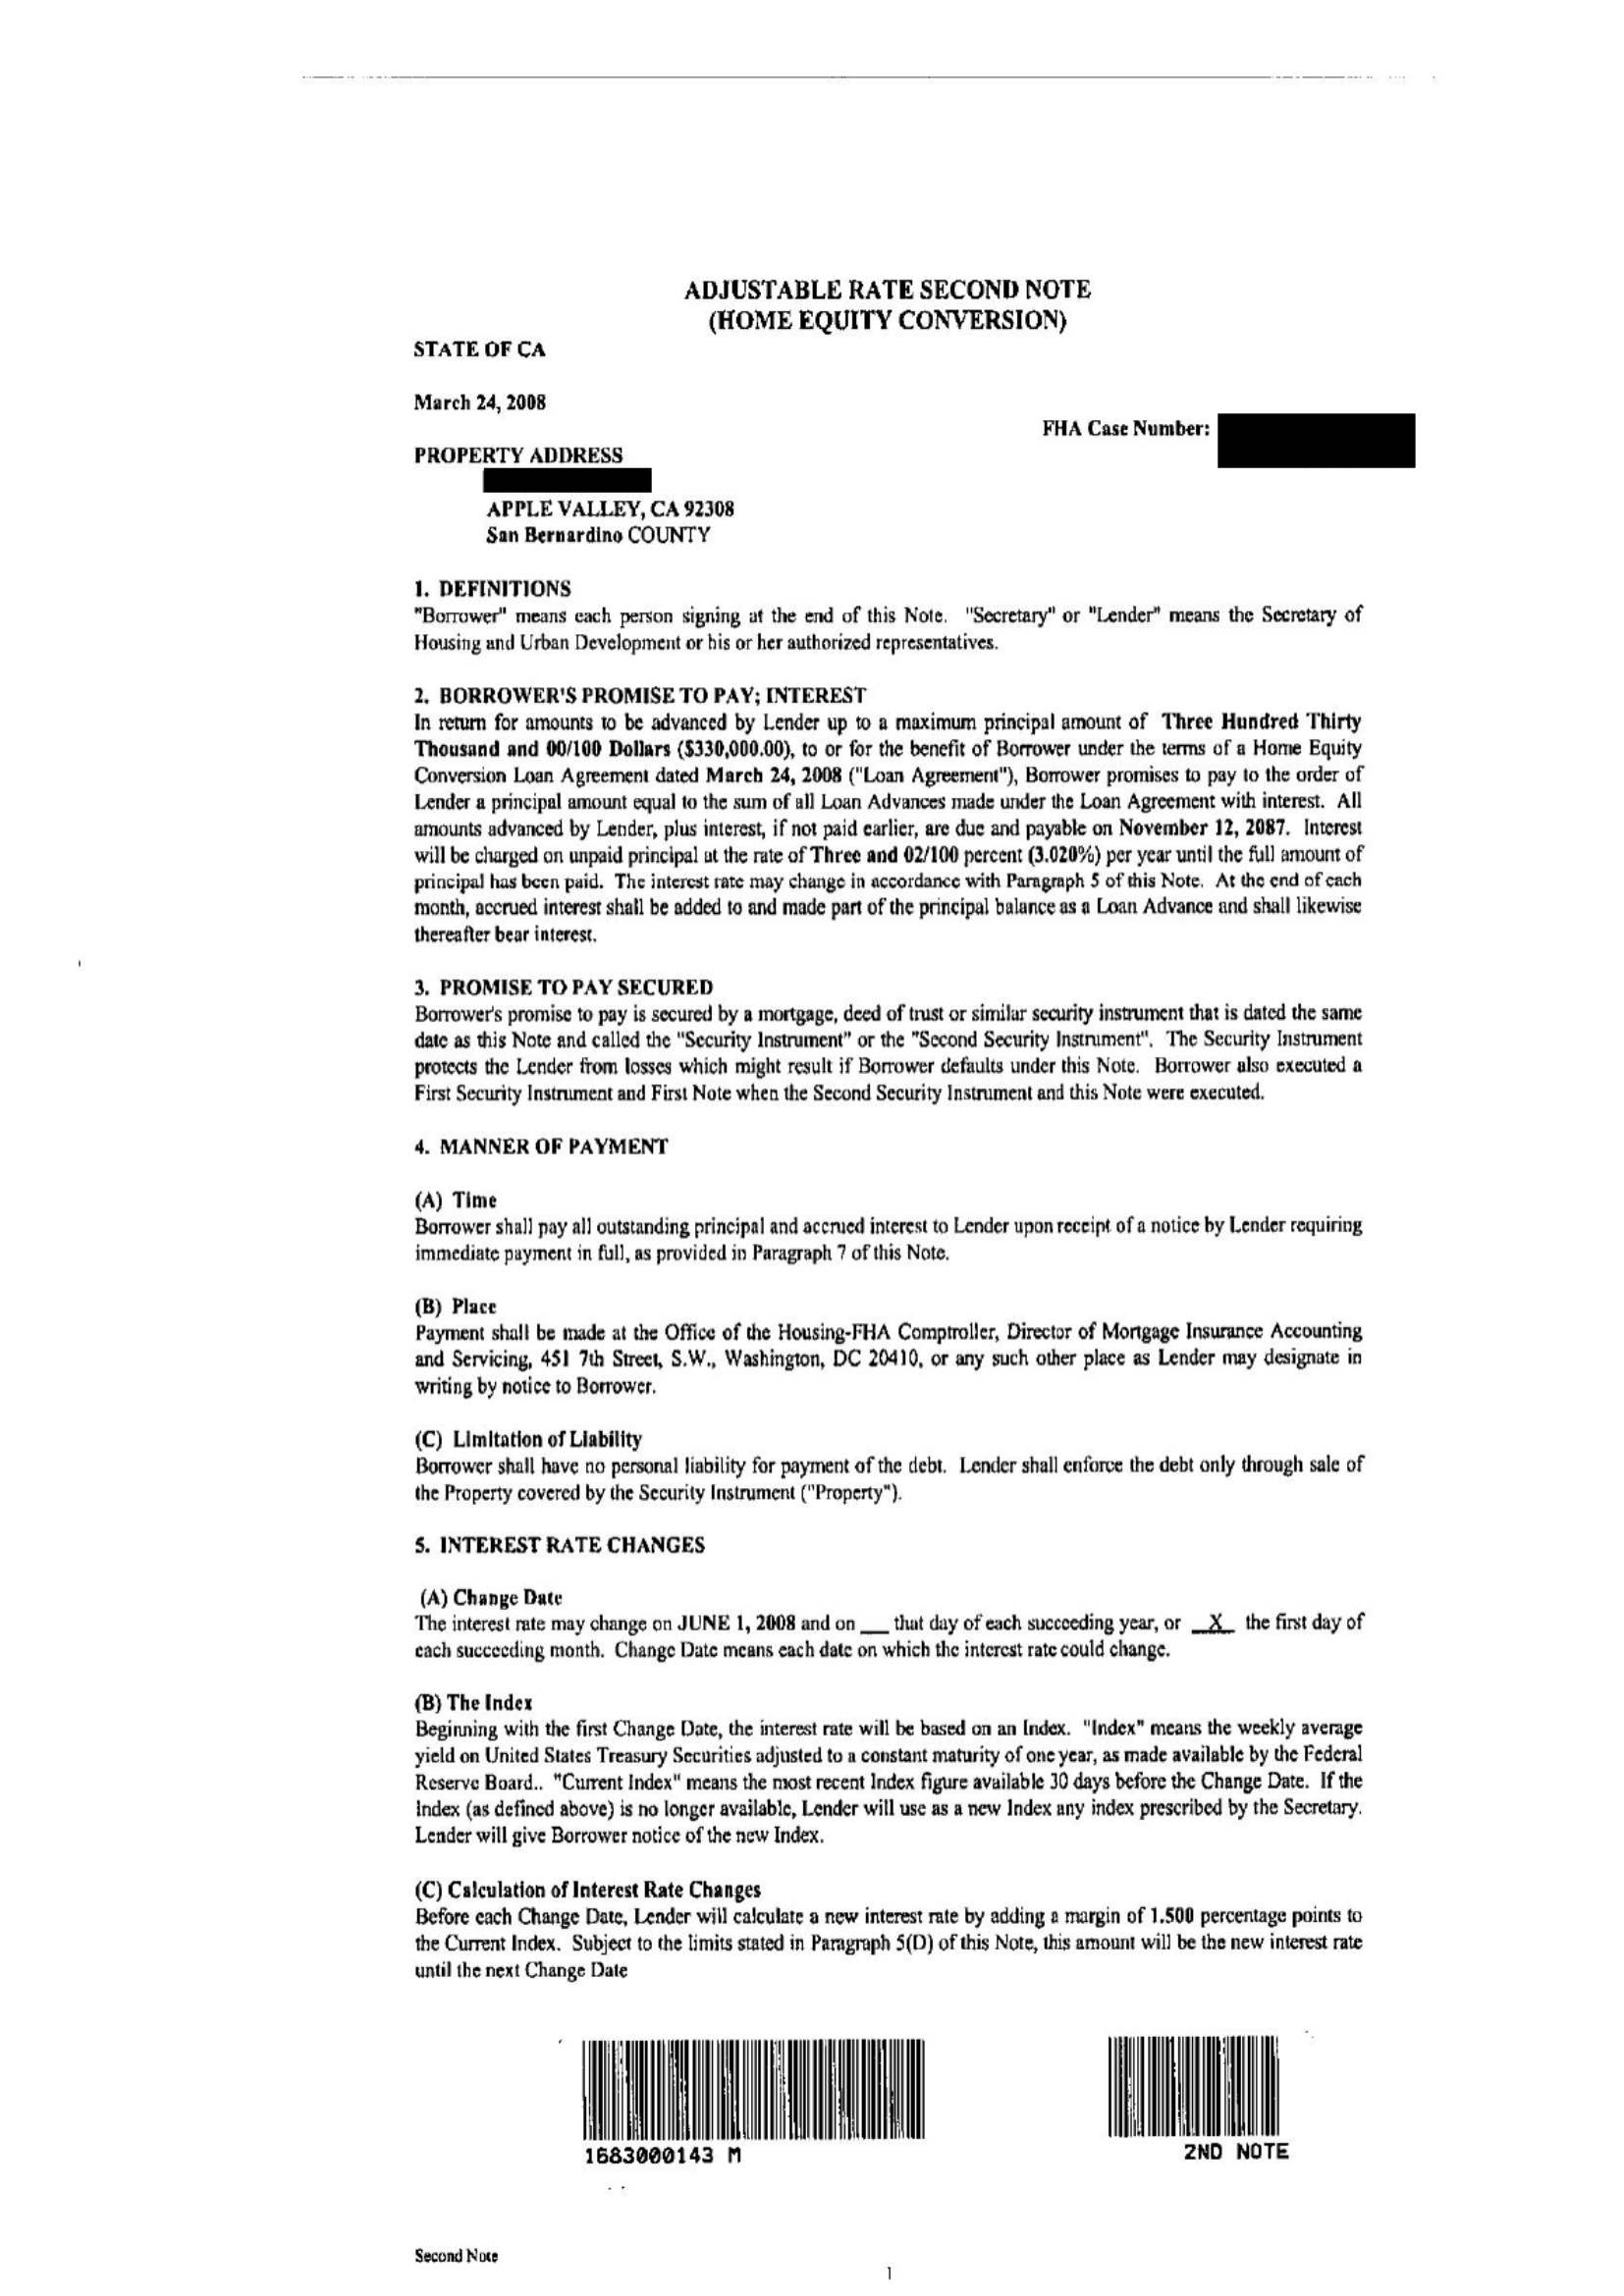 ADJUSTABLE RATE SECOND NOTE
(HOME EQUITY CONVERSION)
STATE OF CA
March 24, 2008
FHA Case Number:
PROPERTY ADDRESS
APPLE VALLEY, CA 92308
San Bernardino COUNTY
1. DEFINITIONS
"Borrower" means each person signing at the end of this Note. "Secretary" or "Lender" means the Secretary of
Housing and Urban Development or his or her authorized representatives.
2. BORROWER'S PROMISE TO PAY; INTEREST
In return for amounts to be advanced by Lender up to a maximum principal amount of Three Hundred Thirty
Thousand and 00/100 Dollars ($330,000.00), to or for the benefit of Borrower under the terms of a Home Equity
Conversion Loan Agreement dated March 24, 2008 ("Loan Agreement"), Borrower promises to pay to the order of
Lender a principal amount equal to the sum of all Loan Advances made under the Loan Agreement with interest. All
amounts advanced by Lender, plus interest, if not paid earlier, are due and payable on November 12, 2087. Interest
will be charged on unpaid principal at the rate of Three and 02/100 percent (3.020%) per year until the full amount of
principal has been paid. The interest rate may change in accordance with Paragraph 5 of this Note. At the end of each
month, accrued interest shall be added to and made part of the principal balance as a Loan Advance and shall likewise
thereafter bear interest.
3. PROMISE TO PAY SECURED
Borrower's promise to pay is secured by a mortgage, deed of trust or similar security instrument that is dated the same
date as this Note and called the "Security Instrument" or the "Second Security Instrument". The Security Instrument
protects the Lender from losses which might result if Borrower defaults under this Note. Borrower also executed a
First Security Instrument and First Note when the Second Security Instrument and this Note were executed.
4. MANNER OF PAYMENT
(A) Time
Borrower shall pay all outstanding principal and accrued interest to Lender upon receipt of a notice by Lender requiring
immediate payment in full, as provided in Paragraph 7 of this Note.
(B) Place
Payment shall be made at the Office of the Housing-FHA Comptroller, Director of Mortgage Insurance Accounting
and Servicing, 451 7th Street, S.W., Washington, DC 20410, or any such other place as Lender may designate in
writing by notice to Borrower.
(C) Limitation of Liability
Borrower shall have no personal liability for payment of the debt. Lender shall enforce the debt only through sale of
the Property covered by the Security Instrument ("Property").
5. INTEREST RATE CHANGES
(A) Change Date
The interest rate may change on JUNE 1, 2008 and on ___ that day of each succeeding year, or _X_ the first day of
each succeeding month. Change Date means each date on which the interest rate could change.
(B) The Index
Beginning with the first Change Date, the interest rate will be based on an Index. "Index" means the weekly average
yield on United States Treasury Securities adjusted to a constant maturity of one year, as made available by the Federal
Reserve Board.. "Current Index" means the most recent Index figure available 30 days before the Change Date. If the
Index (as defined above) is no longer available, Lender will use as a new Index any index prescribed by the Secretary.
Lender will give Borrower notice of the new Index.
(C) Calculation of Interest Rate Changes
Before each Change Date, Lender will calculate a new interest rate by adding a margin of 1.500 percentage points to
the Current Index. Subject to the limits stated in Paragraph 5(D) of this Note, this amount will be the new interest rate
until the next Change Date
1683000143 M
2ND NOTE
Second Note
1